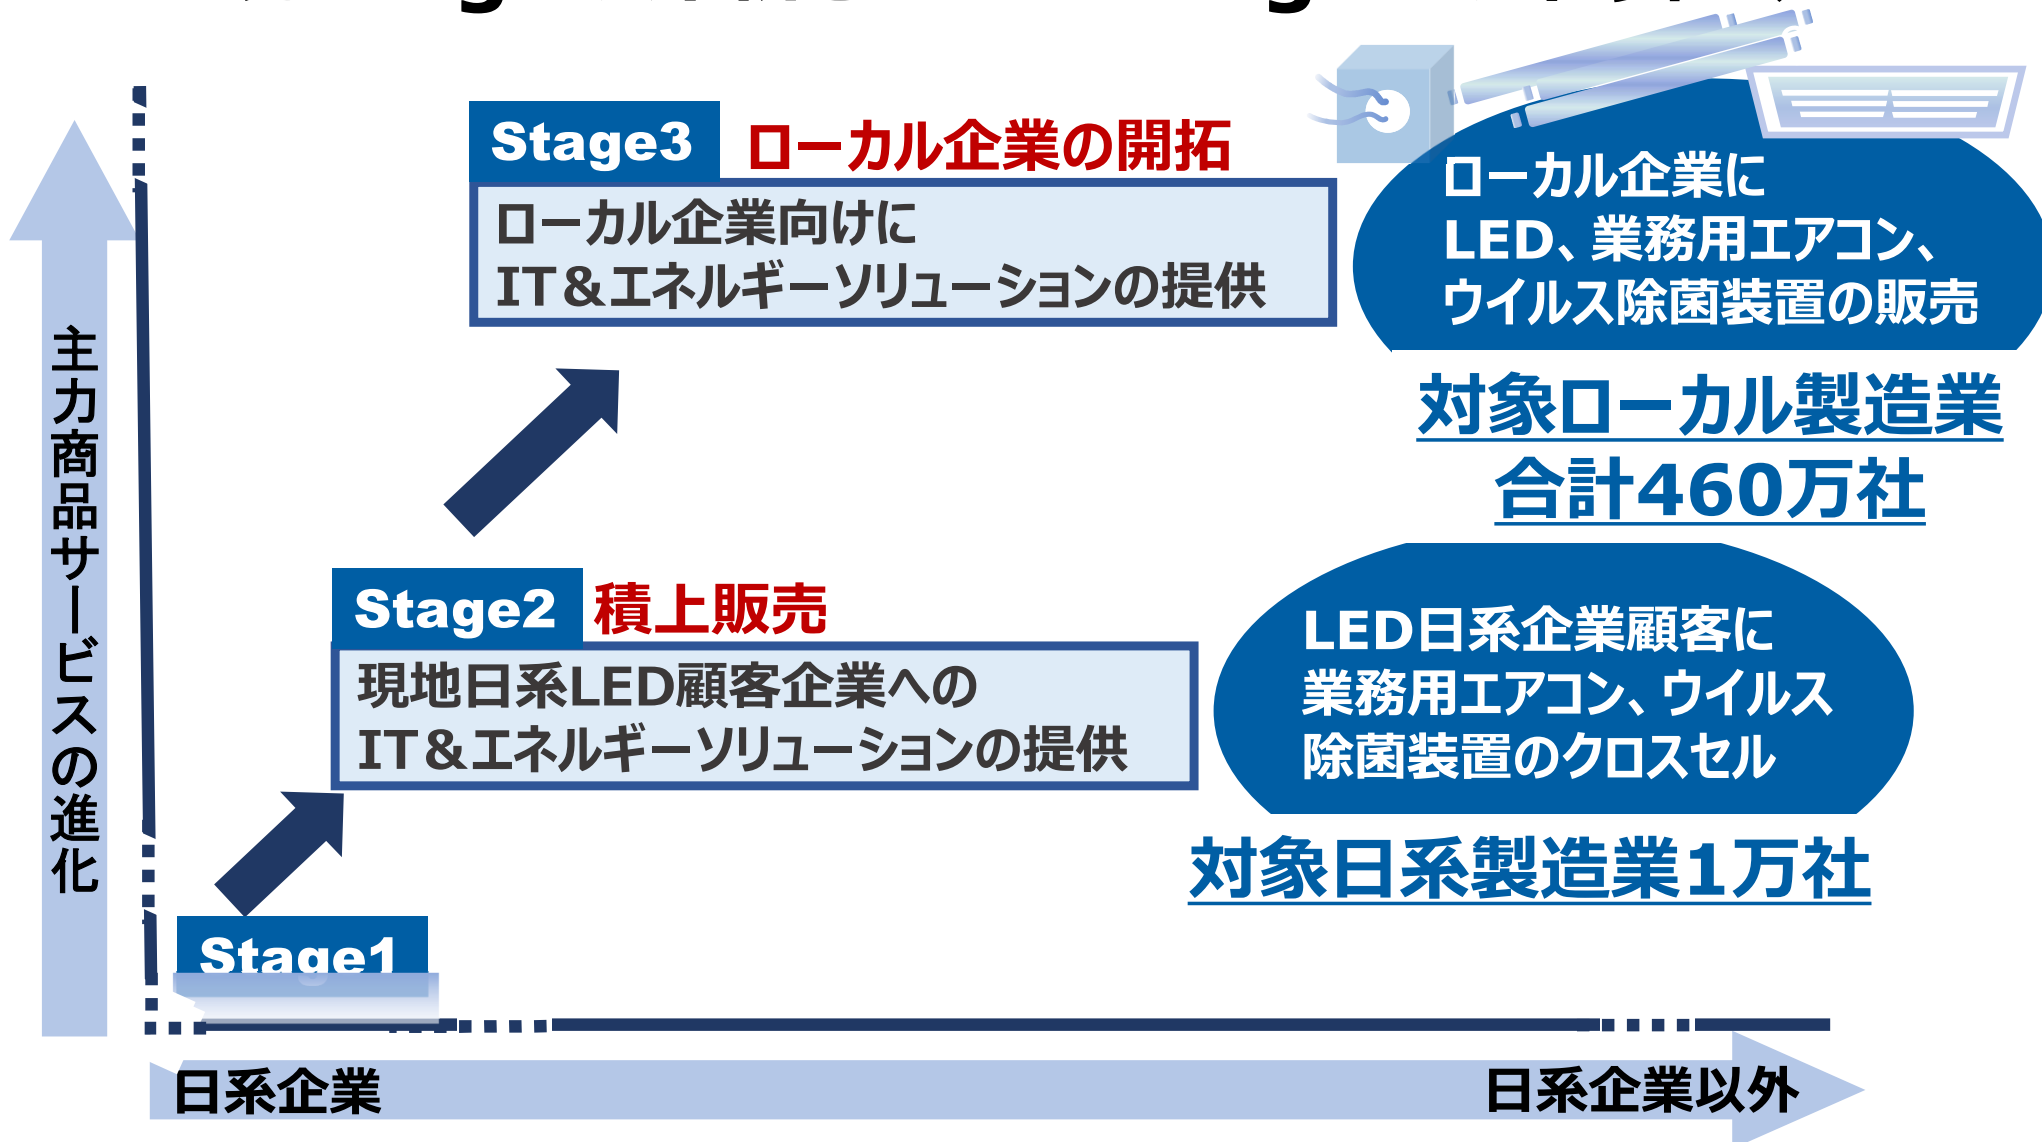 Stage3
ローカル企業の開拓
ローカル企業向けに
IT＆エネルギーソリューションの提供
ローカル企業に
LED、業務用エアコン、
ウイルス除菌装置の販売
対象ローカル製造業
合計460万社
主力商品サービスの進化
Stage2
積上販売
現地日系LED顧客企業への
IT＆エネルギーソリューションの提供
LED日系企業顧客に
業務用エアコン、ウイルス
除菌装置のクロスセル
対象日系製造業1万社
Stage1
日系企業
日系企業以外